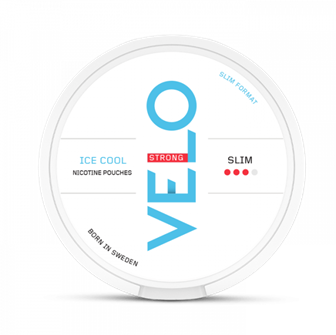 SLIM FORMAT
VELO
STRONG
ICE COOL
NICOTINE POUCHES
SLIM
BORN IN SWEDEN